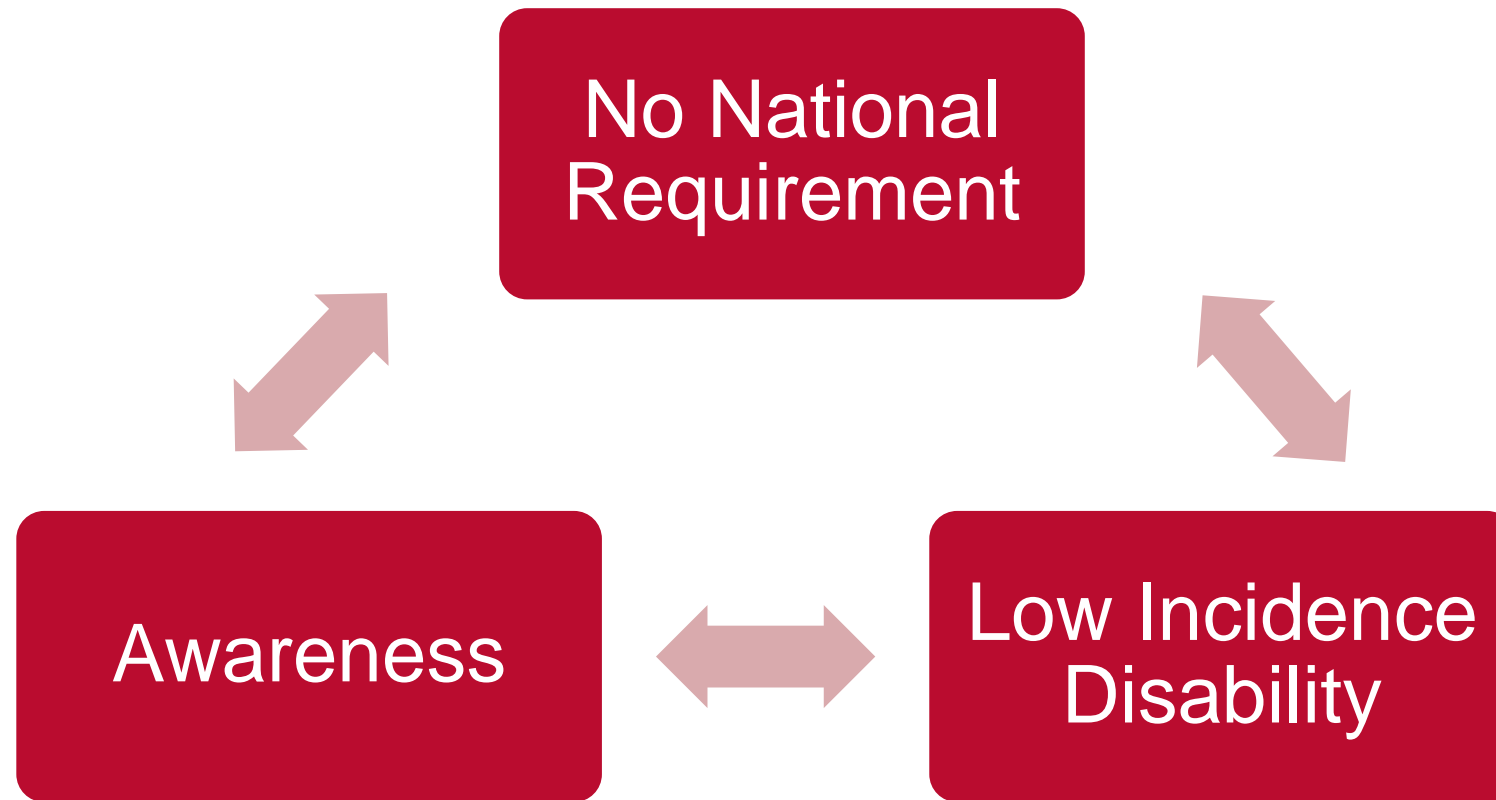 No National
Requirement
Awareness
Low Incidence
Disability